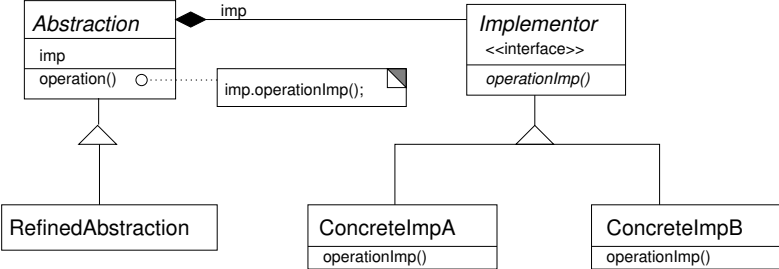 Abstraction
imp
operation()
imp
imp.operationImp();
Implementor
<<interface>>
operationImp()
RefinedAbstraction
ConcreteImpA
operationImp()
ConcreteImpB
operationImp()